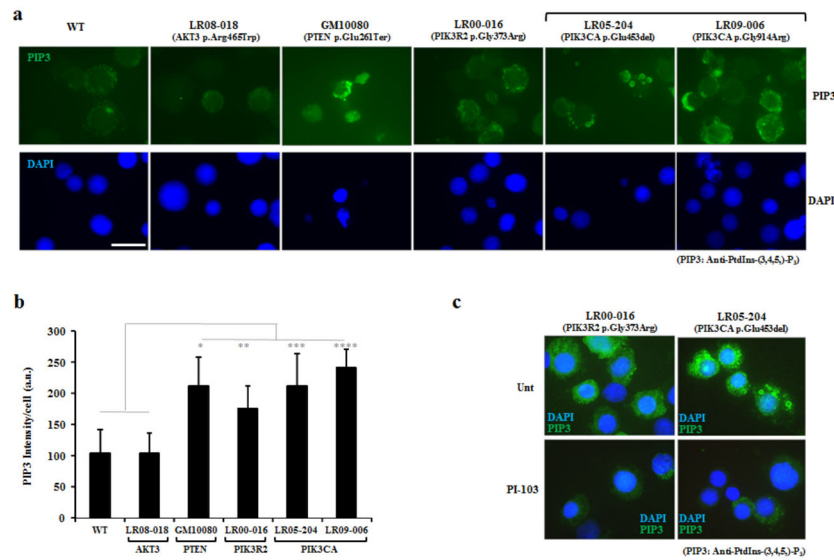 a
WT
LR08-018
(AKT3 p.Arg465Trp)
GM10080
(PTEN p.Glu261Ter)
LR00-016
(PIK3R2 p.Gly373Arg)
LR05-204
(PIK3CA p.Glu453del)
LR09-006
(PIK3CA p.Gly914Arg)
PIP3
PIP3
DAPI
DAPI
(PIP3: Anti-PtdIns-(3,4,5,)-P3)
b
PIP3 Intensity/cell (a.u.)
300
250
200
150
100
50
0
* ** *** ****
WT LR08-018 GM10080 LR00-016 LR05-204 LR09-006
AKT3 PTEN PIK3R2 PIK3CA
c
LR00-016
(PIK3R2 p.Gly373Arg)
LR05-204
(PIK3CA p.Glu453del)
Unt
DAPI
PIP3
DAPI
PIP3
PI-103
DAPI
PIP3
DAPI
PIP3
(PIP3: Anti-PtdIns-(3,4,5,)-P3)